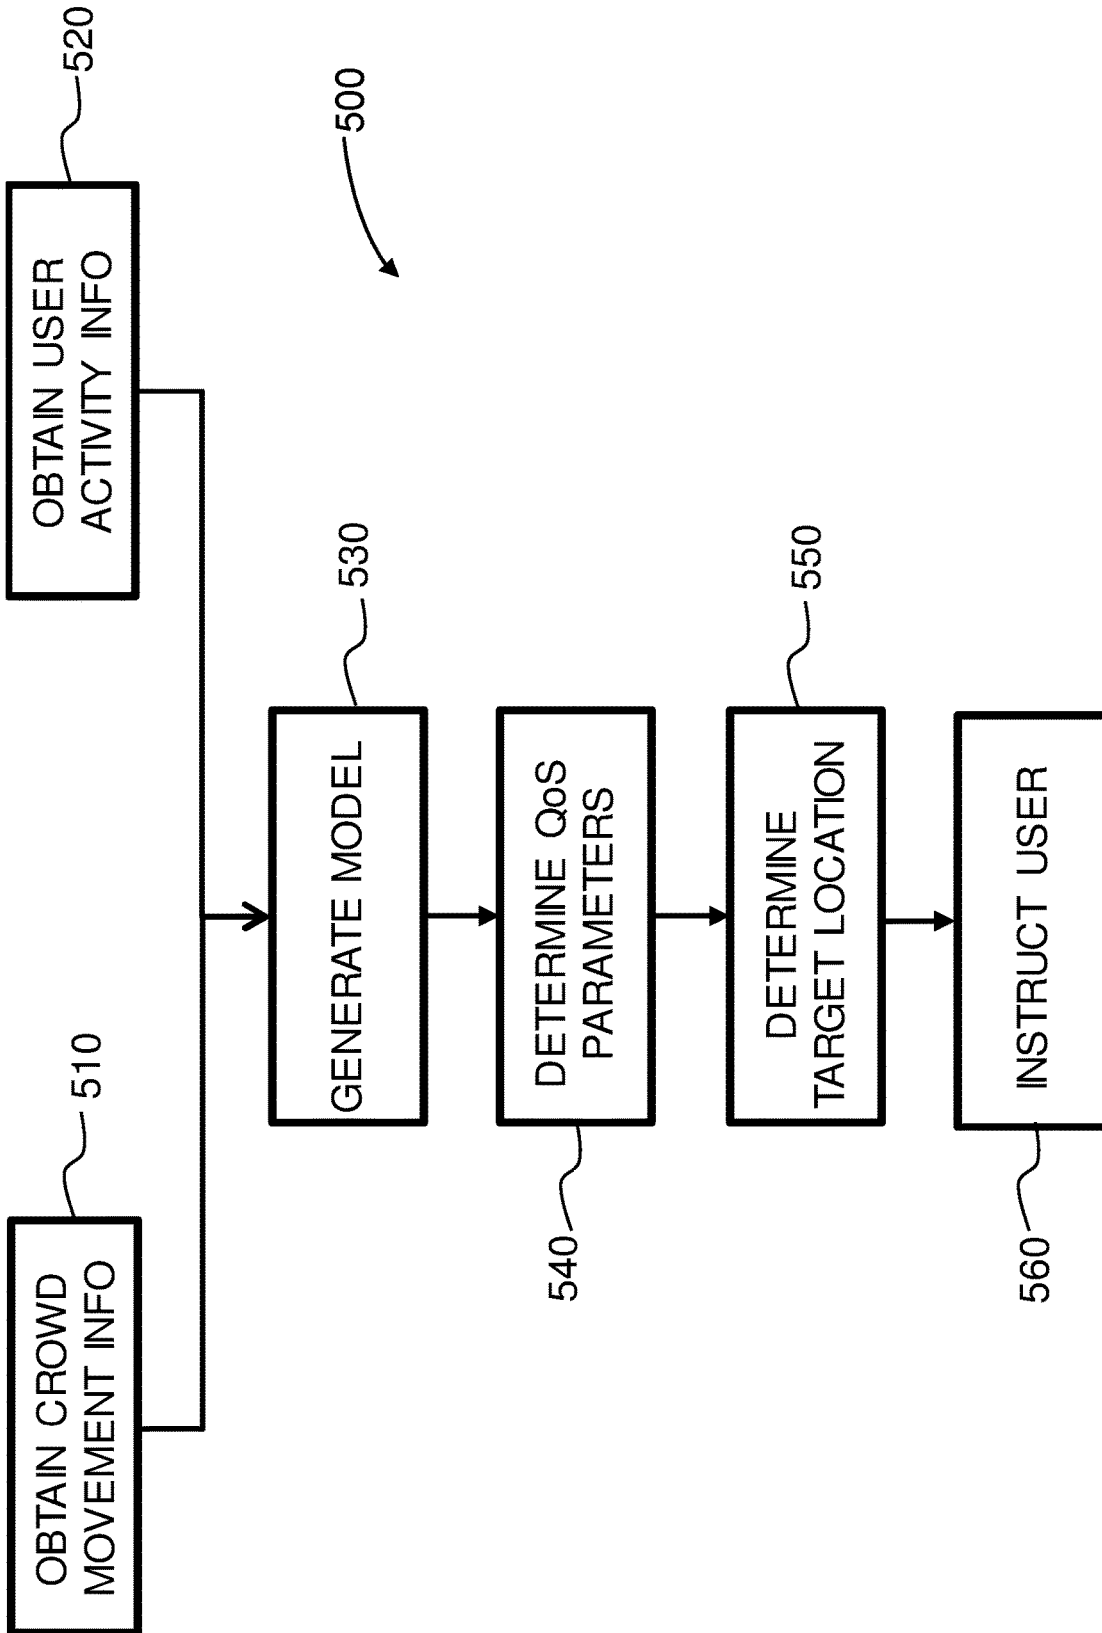 510
OBTAIN CROWD
MOVEMENT INFO
520
OBTAIN USER
ACTIVITY INFO
500
530
GENERATE MODEL
540
DETERMINE QoS
PARAMETERS
550
DETERMINE
TARGET LOCATION
560
INSTRUCT USER